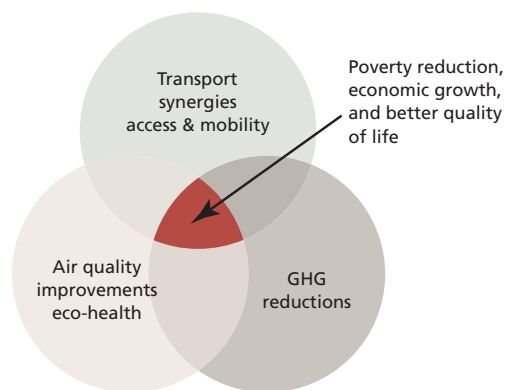 Transport
synergies
access & mobility
Poverty reduction,
economic growth,
and better quality
of life
Air quality
improvements
eco-health
GHG
reductions